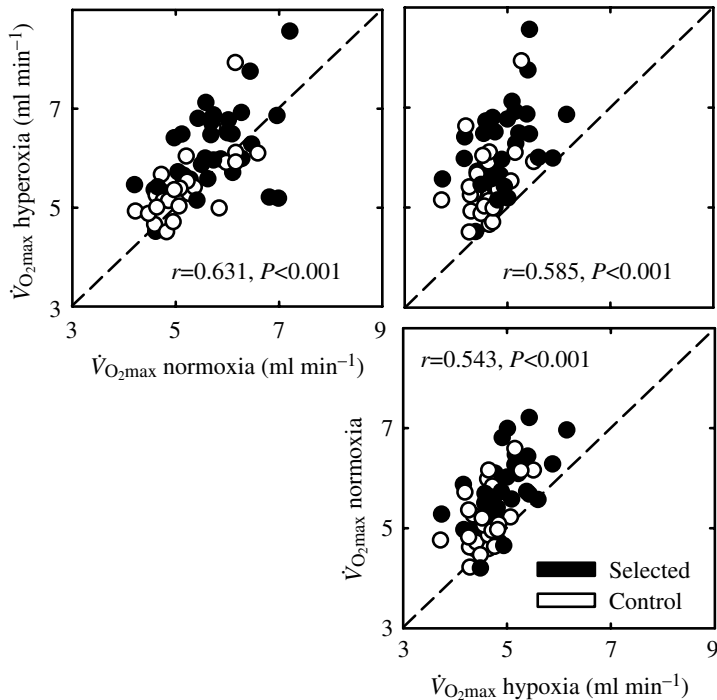 V̇O2max hyperoxia (ml min–1)
7
5
3
r=0.631, P<0.001
3
5
7
9
V̇O2max normoxia (ml min–1)
r=0.585, P<0.001
9
7
5
3
V̇O2max normoxia
r=0.543, P<0.001
Selected
Control
3
5
7
9
V̇O2max hypoxia (ml min–1)